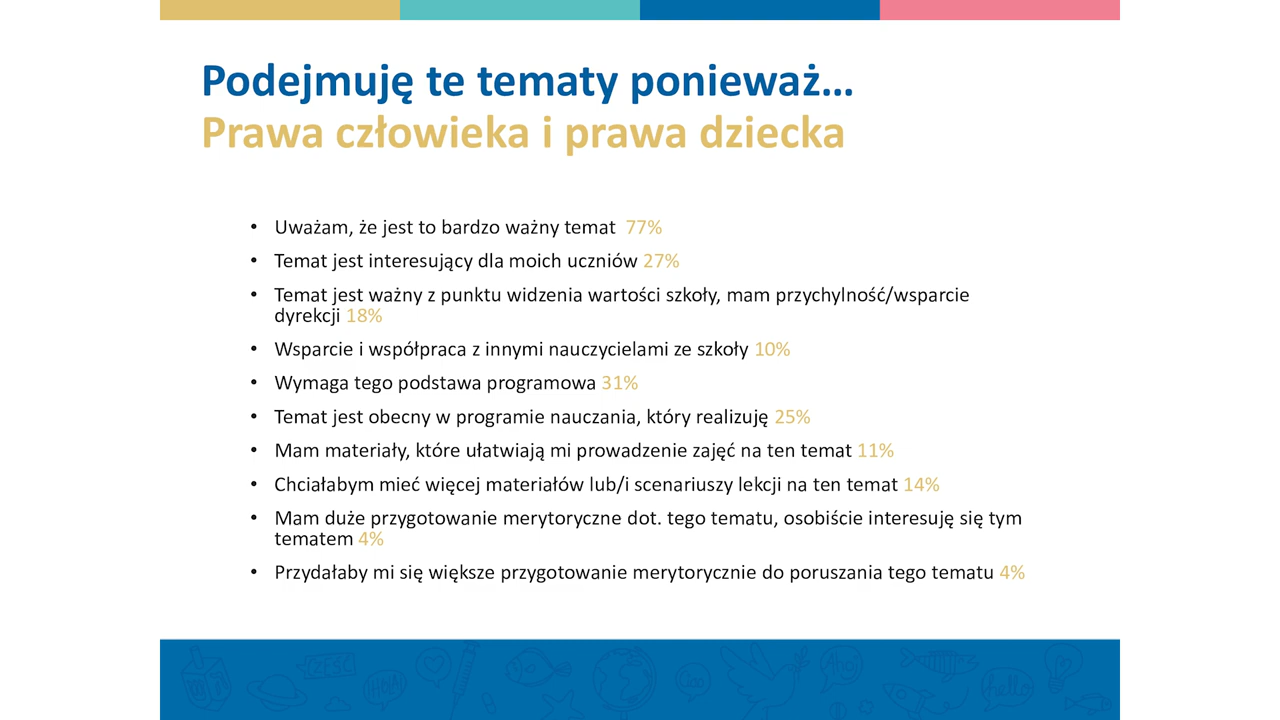 Podejmuję te tematy ponieważ...
Prawa człowieka i prawa dziecka
• Uważam, że jest to bardzo ważny temat 77%
• Temat jest interesujący dla moich uczniów 27%
• Temat jest ważny z punktu widzenia wartości szkoły, mam przychylność/wsparcie
dyrekcji 18%
• Wsparcie i współpraca z innymi nauczycielami ze szkoły 10%
• Wymaga tego podstawa programowa 31%
• Temat jest obecny w programie nauczania, który realizuję 25%
• Mam materiały, które ułatwiają mi prowadzenie zajęć na ten temat 11%
• Chciałabym mieć więcej materiałów lub/i scenariuszy lekcji na ten temat 14%
• Mam duże przygotowanie merytoryczne dot. tego tematu, osobiście interesuję się tym
tematem 4%
• Przydałaby mi się większe przygotowanie merytorycznie do poruszania tego tematu 4%
hello